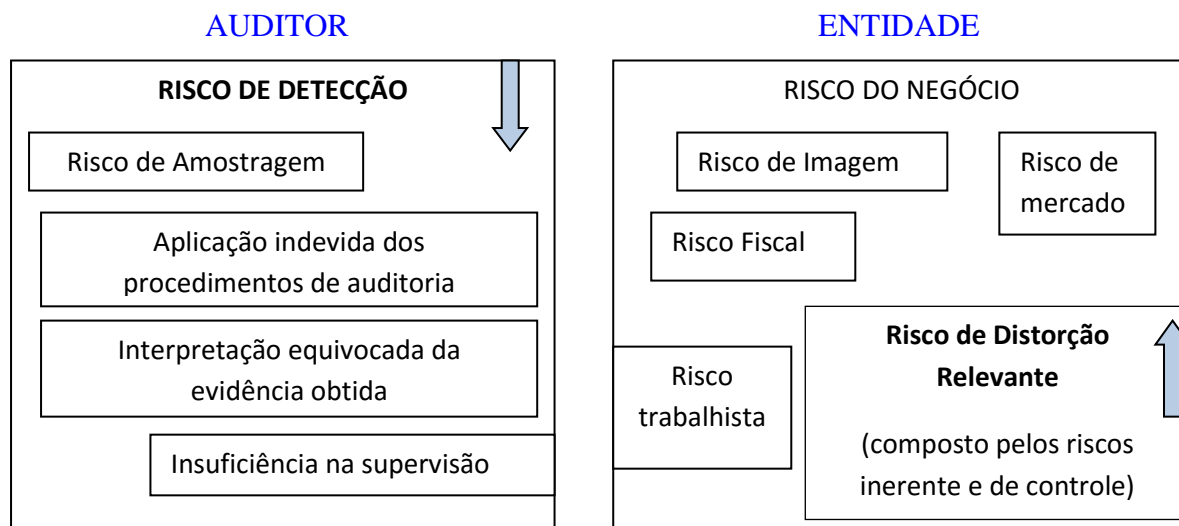 AUDITOR
ENTIDADE
RISCO DE DETECÇÃO
Risco de Amostragem
Aplicação indevida dos
procedimentos de auditoria
Interpretação equivocada da
evidência obtida
Insuficiência na supervisão
RISCO DO NEGÓCIO
Risco de Imagem
Risco de
mercado
Risco Fiscal
Risco
trabalhista
Risco de Distorção
Relevante
(composto pelos riscos
inerente e de controle)